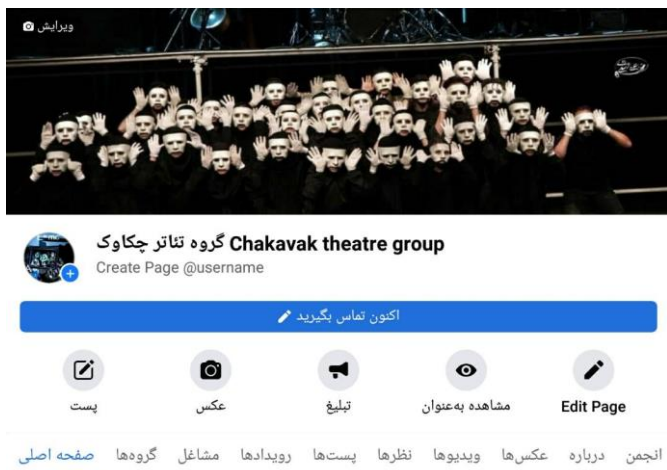 ویرایش
گروه تئاتر چکاوک Chakavak theatre group
Create Page @username
اکنون تماس بگیرید
پست
عکس
تبلیغ
مشاهده به‌عنوان
Edit Page
صفحه اصلی گروه‌ها مشاغل رویدادها پست‌ها نظرها ویدیوها عکس‌ها درباره انجمن